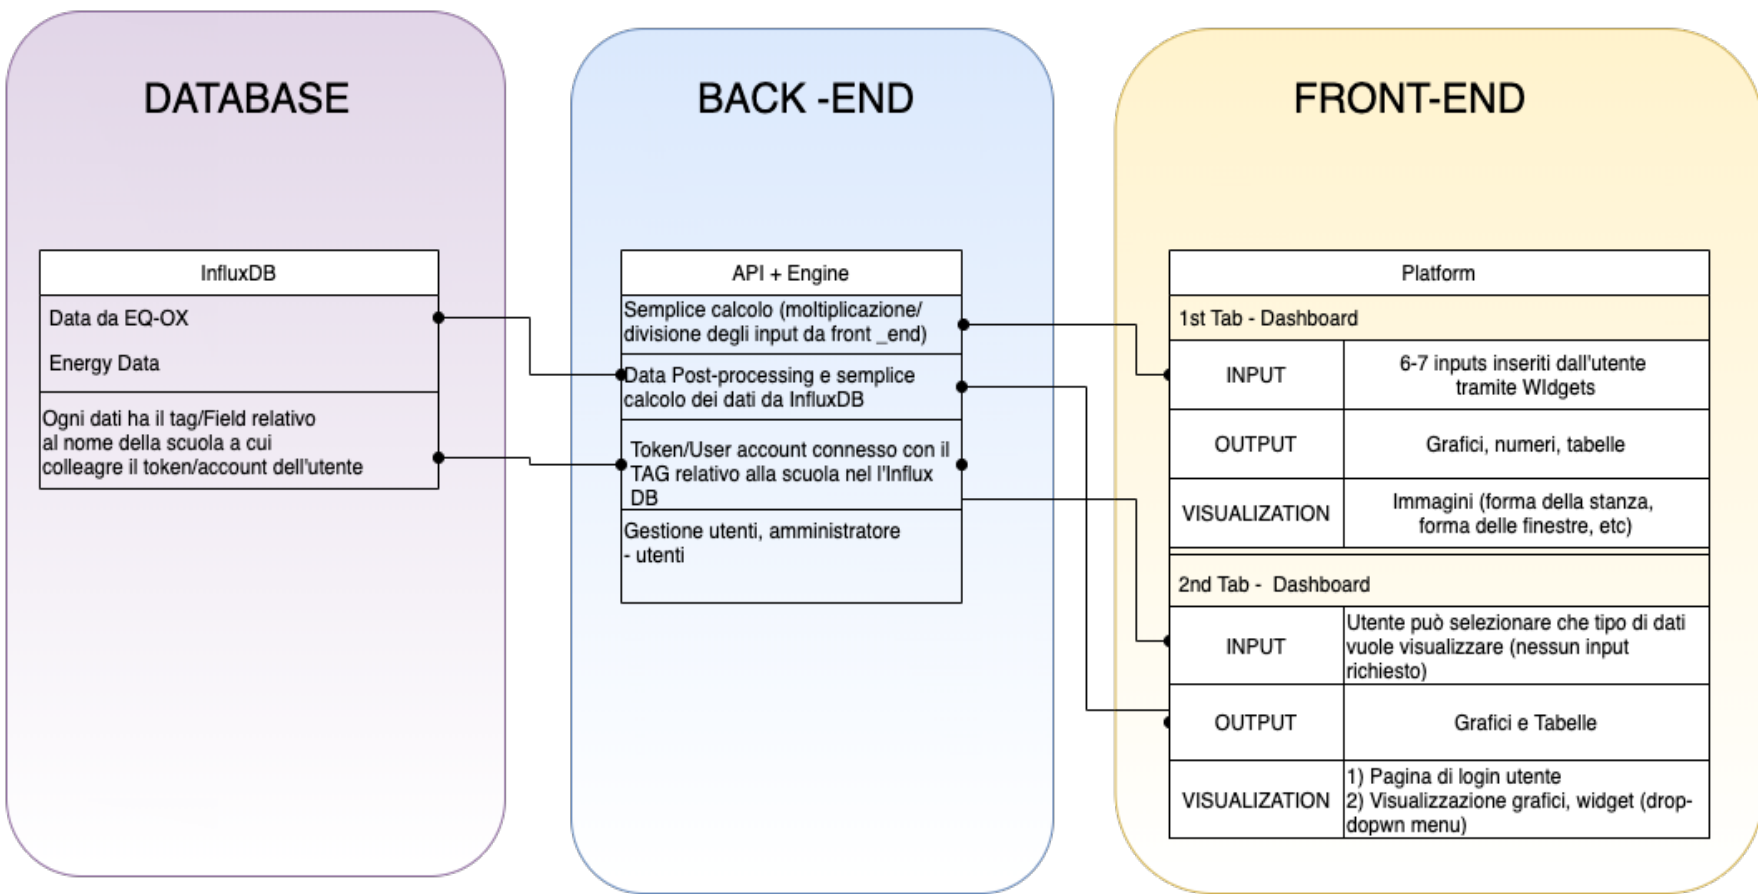 DATABASE
InfluxDB
Data da EQ-OX
Energy Data
Ogni dati ha il tag/Field relativo
al nome della scuola a cui
colleagre il token/account dell'utente
BACK -END
API + Engine
Semplice calcolo (moltiplicazione/
divisione degli input da front _end)
Data Post-processing e semplice
calcolo dei dati da InfluxDB
Token/User account connesso con il
TAG relativo alla scuola nel l'Influx
DB
Gestione utenti, amministratore
- utenti
FRONT-END
Platform
1st Tab - Dashboard
INPUT
6-7 inputs inseriti dall'utente
tramite WIdgets
OUTPUT
Grafici, numeri, tabelle
VISUALIZATION
Immagini (forma della stanza,
forma delle finestre, etc)
2nd Tab -  Dashboard
INPUT
Utente può selezionare che tipo di dati
vuole visualizzare (nessun input
richiesto)
OUTPUT
Grafici e Tabelle
VISUALIZATION
1) Pagina di login utente
2) Visualizzazione grafici, widget (drop-
dopwn menu)